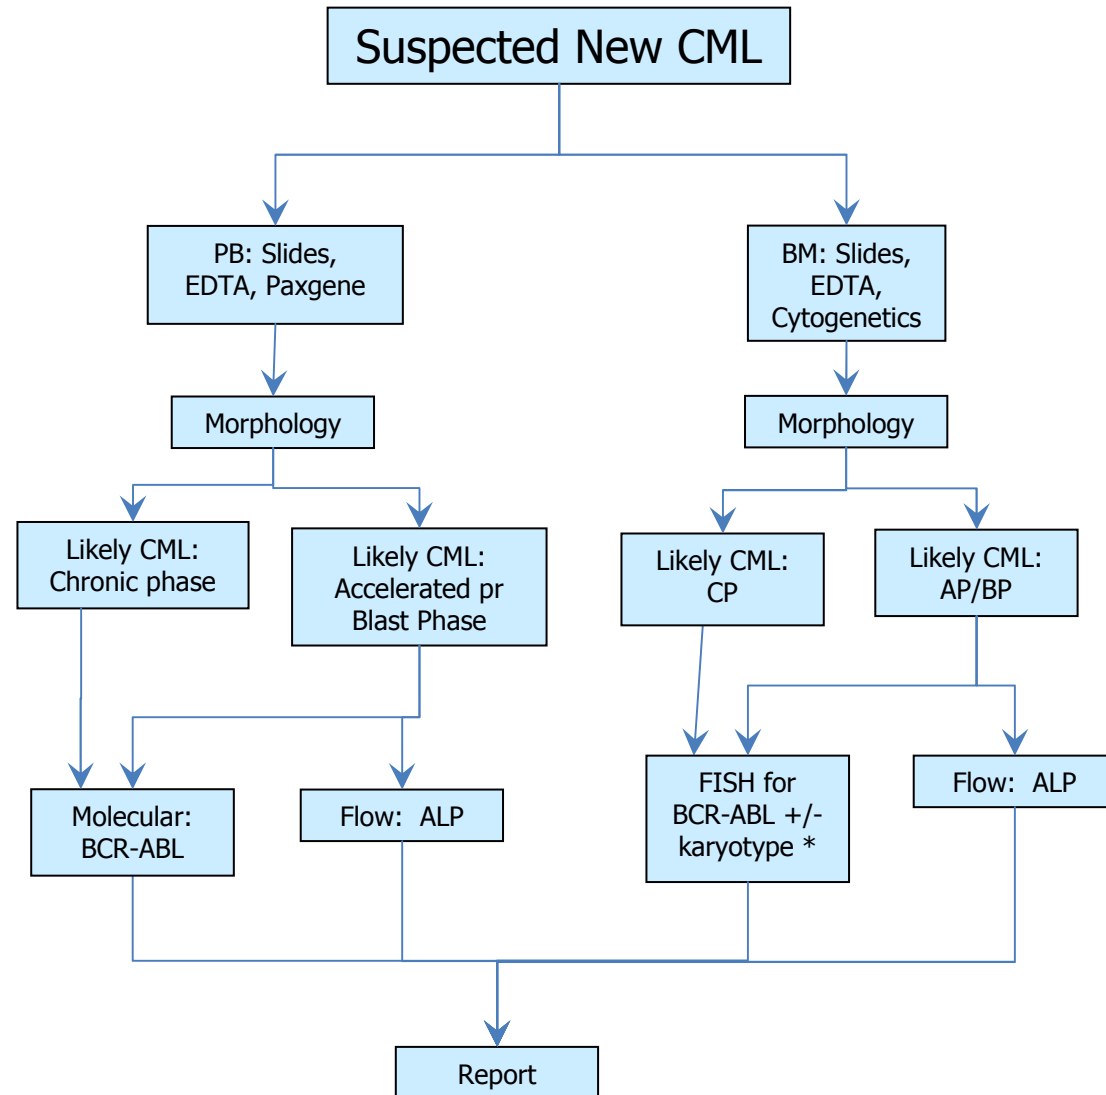 Suspected New CML
PB: Slides,
EDTA, Paxgene
BM: Slides,
EDTA,
Cytogenetics
Morphology
Morphology
Likely CML:
Chronic phase
Likely CML:
Accelerated pr
Blast Phase
Likely CML:
CP
Likely CML:
AP/BP
Molecular:
BCR-ABL
Flow:  ALP
FISH for
BCR-ABL +/-
karyotype *
Flow:  ALP
Report